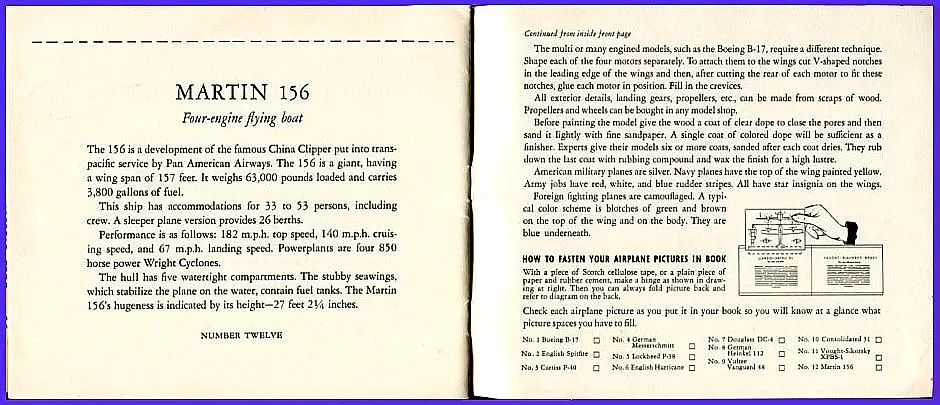 MARTIN 156
Four-engine flying boat
The 156 is a development of the famous China Clipper put into trans-
pacific service by Pan American Airways. The 156 is a giant, having
a wing span of 157 feet. It weighs 63,000 pounds loaded and carries
3,800 gallons of fuel.
This ship has accommodations for 33 to 53 persons, including
crew. A sleeper plane version provides 26 berths.
Performance is as follows: 182 m.p.h. top speed, 140 m.p.h. cruis-
ing speed, and 67 m.p.h. landing speed. Powerplants are four 850
horse power Wright Cyclones.
The hull has five watertight compartments. The stubby seawings,
which stabilize the plane on the water, contain fuel tanks. The Martin
156's hugeness is indicated by its height—27 feet 2¼ inches.
NUMBER TWELVE
Continued from inside front page
The multi or many engined models, such as the Boeing B-17, require a different technique.
Shape each of the four motors separately. To attach them to the wings cut V-shaped notches
in the leading edge of the wings and then, after cutting the rear of each motor to fit these
notches, glue each motor in position. Fill in the crevices.
All exterior details, landing gears, propellers, etc., can be made from scraps of wood.
Propellers and wheels can be bought in any model shop.
Before painting the model give the wood a coat of clear dope to close the pores and then
sand it lightly with fine sandpaper. A single coat of colored dope will be sufficient as a
finisher. Experts give their models six or more coats, sanded after each coat dries. They rub
down the last coat with rubbing compound and wax the finish for a high lustre.
American military planes are silver. Navy planes have the top of the wing painted yellow.
Army jobs have red, white, and blue rudder stripes. All have star insignia on the wings.
Foreign fighting planes are camouflaged. A typi-
cal color scheme is blotches of green and brown
on the top of the wing and on the body. They are
blue underneath.
HOW TO FASTEN YOUR AIRPLANE PICTURES IN BOOK
With a piece of Scotch cellulose tape, or a plain piece of
paper and rubber cement, make a hinge as shown in draw-
ing at right. Then you can always fold picture back and
refer to diagram on the back.
Check each airplane picture as you put it in your book so you will know at a glance what
picture spaces you have to fill.
No. 1 Boeing B-17
No. 2 English Spitfire
No. 3 Curtiss P-40
No. 4 German
Messerschmitt
No. 5 Lockheed P-38
No. 6 English Hurricane
No. 7 Douglass DC-4
No. 8 German
Heinkel 112
No. 9 Vultee
Vanguard 48
No. 10 Consolidated 31
No. 11 Vought-Sikorsky
XPBS-1
No. 12 Martin 156